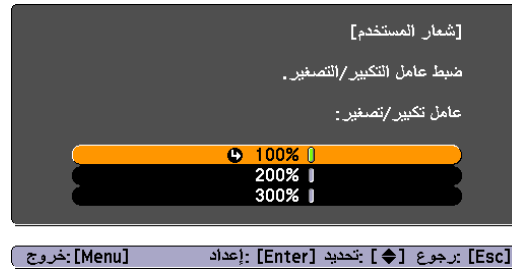 [شعار المستخدم]
ضبط عامل التكبير/التصغير.
عامل تكبير/تصغير:
100%
200%
300%
[Esc]: رجوع [◆]: تحديد [Enter]: إعداد [Menu]: خروج